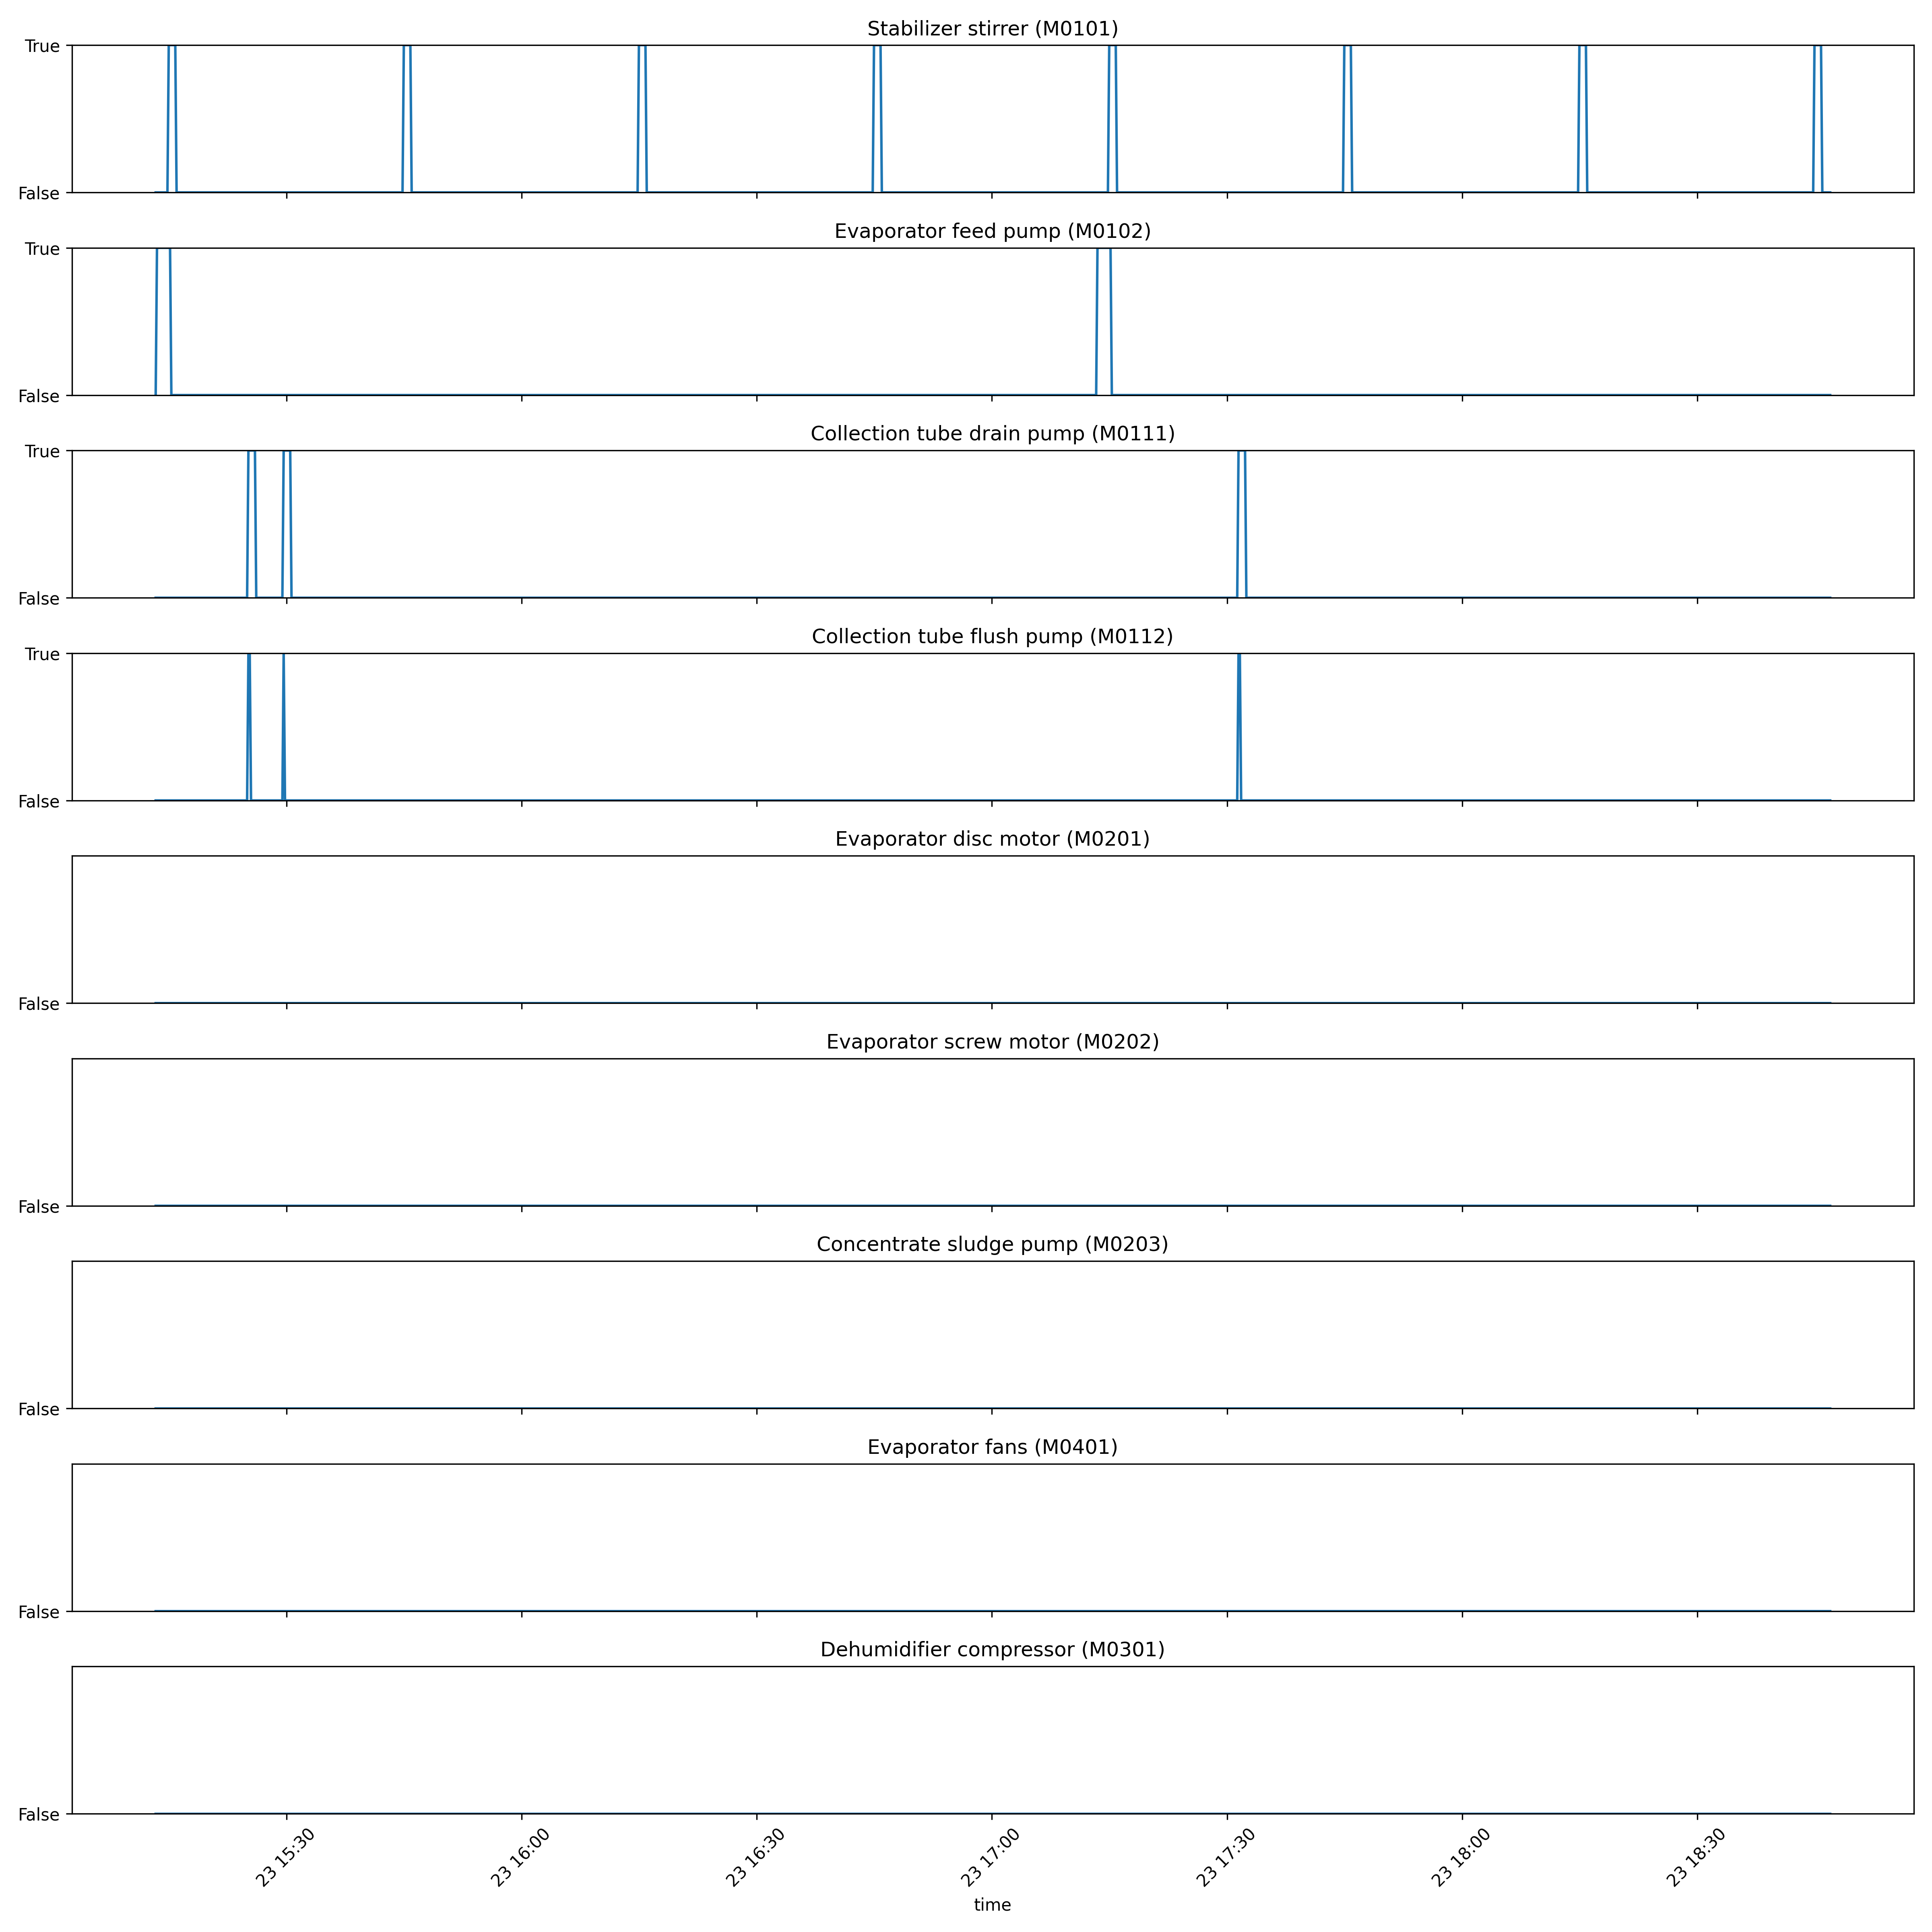 Stabilizer stirrer (M0101)
True
False
Evaporator feed pump (M0102)
True
False
Collection tube drain pump (M0111)
True
False
Collection tube flush pump (M0112)
True
False
Evaporator disc motor (M0201)
False
Evaporator screw motor (M0202)
False
Concentrate sludge pump (M0203)
False
Evaporator fans (M0401)
False
Dehumidifier compressor (M0301)
False
23 15:30 23 16:00 23 16:30 23 17:00 23 17:30 23 18:00 23 18:30
time